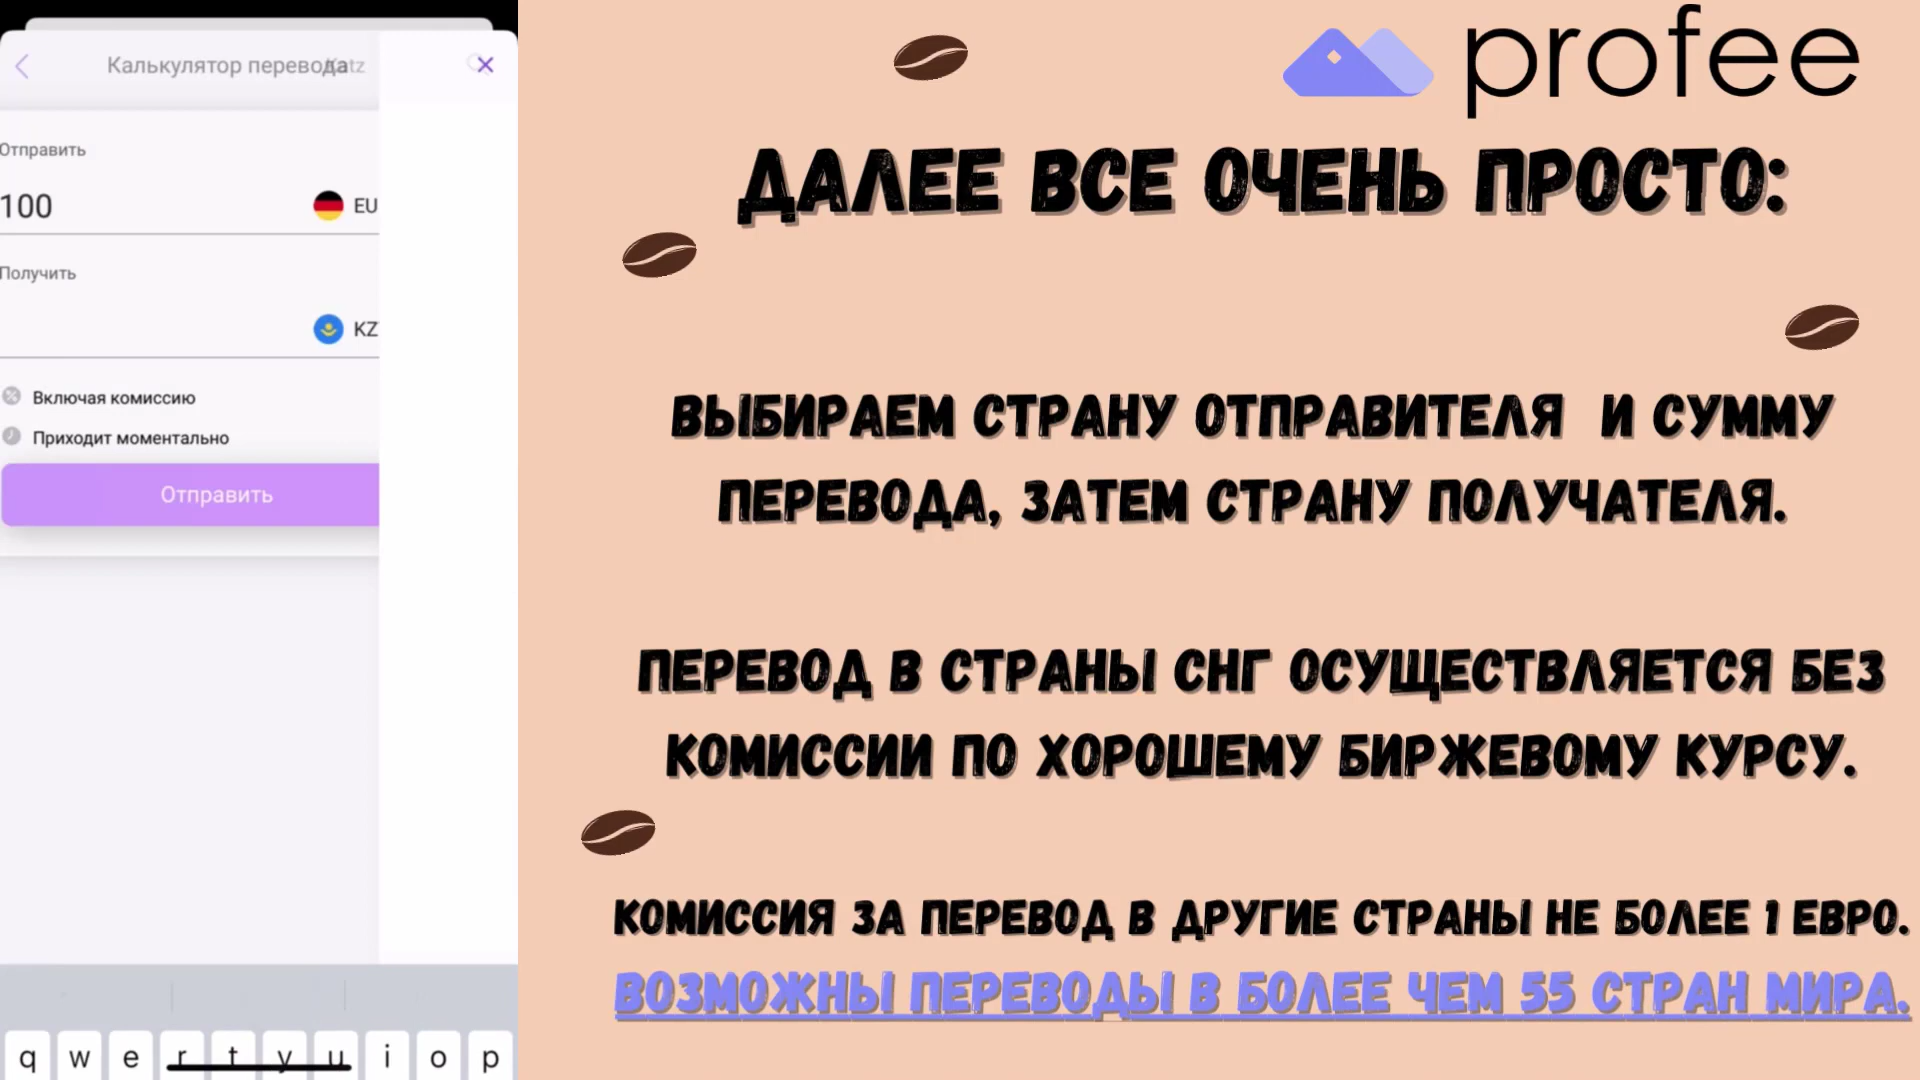 Калькулятор перевода
Отправить
100 EU
Получить
KZ
Включая комиссию
Приходит моментально
Отправить
q w e r t y u i o p
profee
ДАЛЕЕ ВСЕ ОЧЕНЬ ПРОСТО:
ВЫБИРАЕМ СТРАНУ ОТПРАВИТЕЛЯ И СУММУ
ПЕРЕВОДА, ЗАТЕМ СТРАНУ ПОЛУЧАТЕЛЯ.
ПЕРЕВОД В СТРАНЫ СНГ ОСУЩЕСТВЛЯЕТСЯ БЕЗ
КОМИССИИ ПО ХОРОШЕМУ БИРЖЕВОМУ КУРСУ.
КОМИССИЯ ЗА ПЕРЕВОД В ДРУГИЕ СТРАНЫ НЕ БОЛЕЕ 1 ЕВРО.
ВОЗМОЖНЫ ПЕРЕВОДЫ В БОЛЕЕ ЧЕМ 55 СТРАН МИРА.